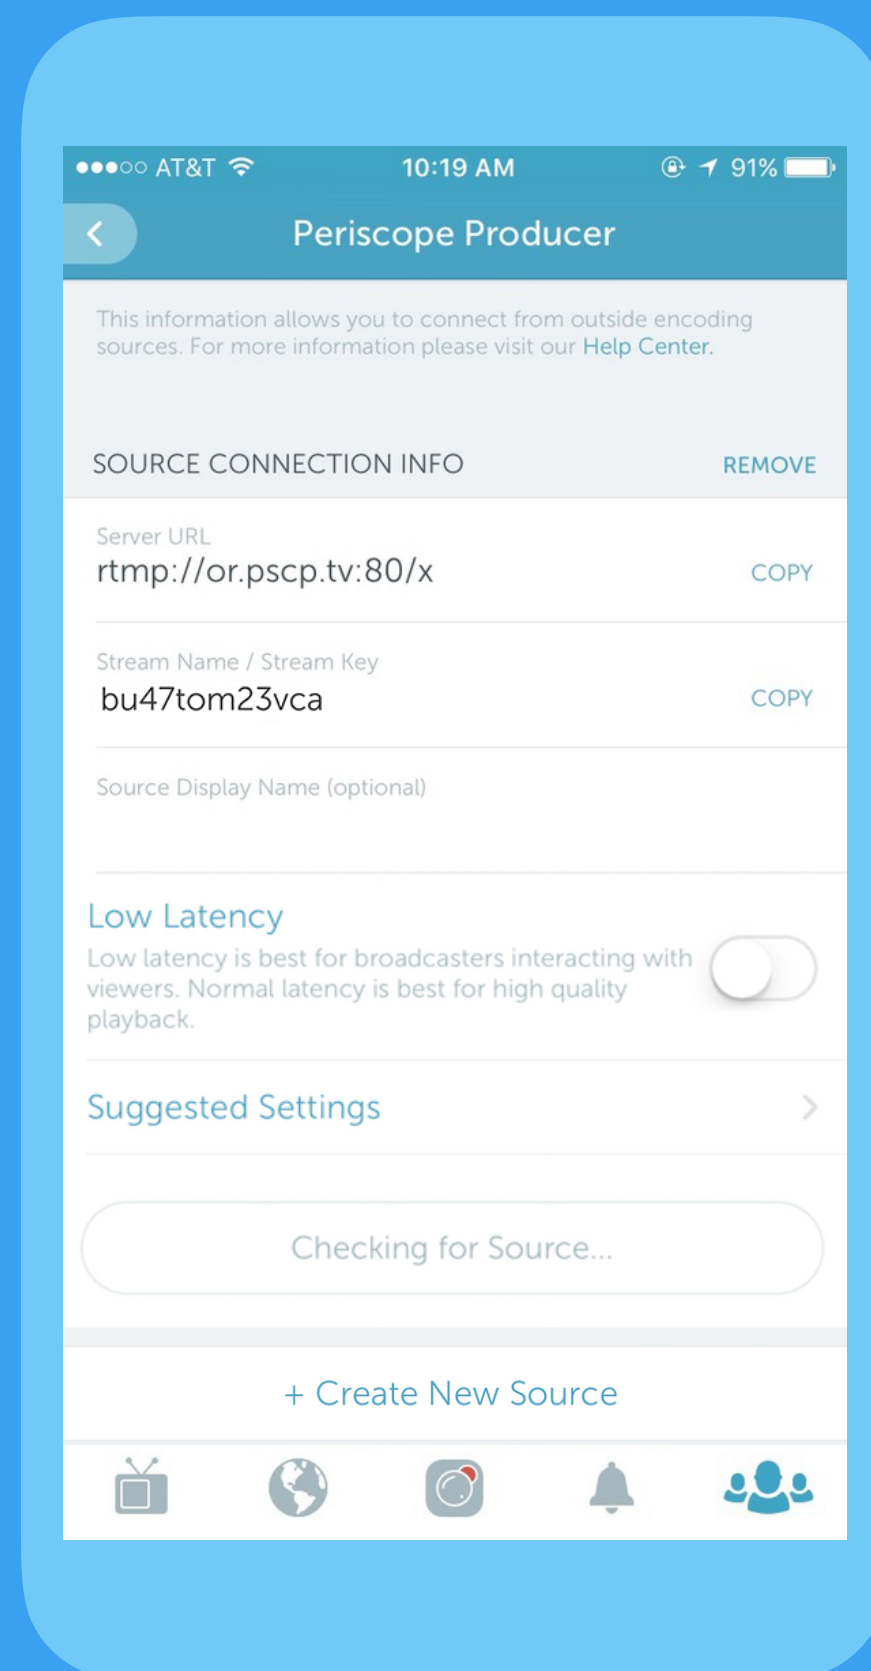 AT&T 10:19 AM 91%
Periscope Producer
This information allows you to connect from outside encoding
sources. For more information please visit our Help Center.
SOURCE CONNECTION INFO REMOVE
Server URL
rtmp://or.pscp.tv:80/x COPY
Stream Name / Stream Key
bu47tom23vca COPY
Source Display Name (optional)
Low Latency
Low latency is best for broadcasters interacting with
viewers. Normal latency is best for high quality
playback.
Suggested Settings
Checking for Source...
+ Create New Source